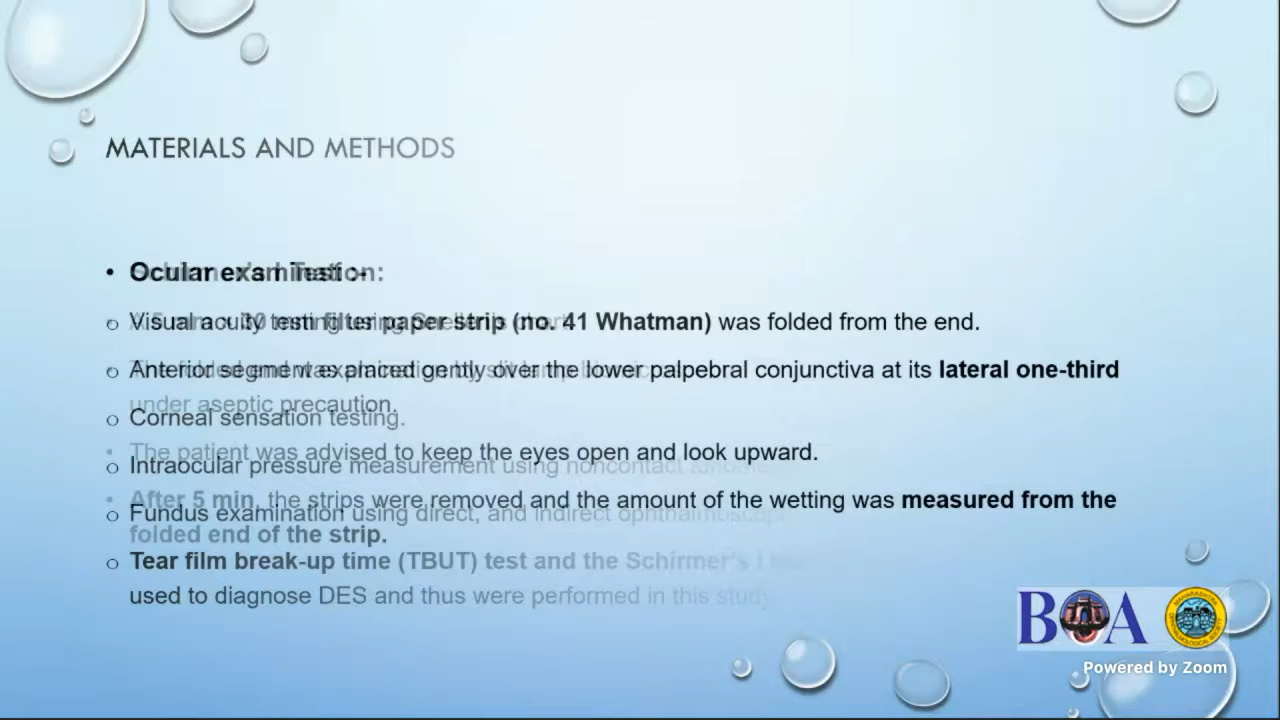 MATERIALS AND METHODS
• Ocular examination:
Schirmer's I Test :-
o Visual acuity testing using Snellen's chart.
filter paper strip (no. 41 Whatman) was folded from the end.
o Anterior segment examination by slit lamp
• The folded end was placed gently over the lower palpebral conjunctiva at its lateral one-third
under aseptic precaution.
o Corneal sensation testing.
• The patient was advised to keep the eyes open and look upward.
o Intraocular pressure measurement using noncontact
• After 5 min, the strips were removed and the amount of the wetting was measured from the
o Fundus examination using direct, and indirect
folded end of the strip.
o Tear film break-up time (TBUT) test and the Schirmer's I
used to diagnose DES and thus were performed in this study
BOA
Powered by Zoom